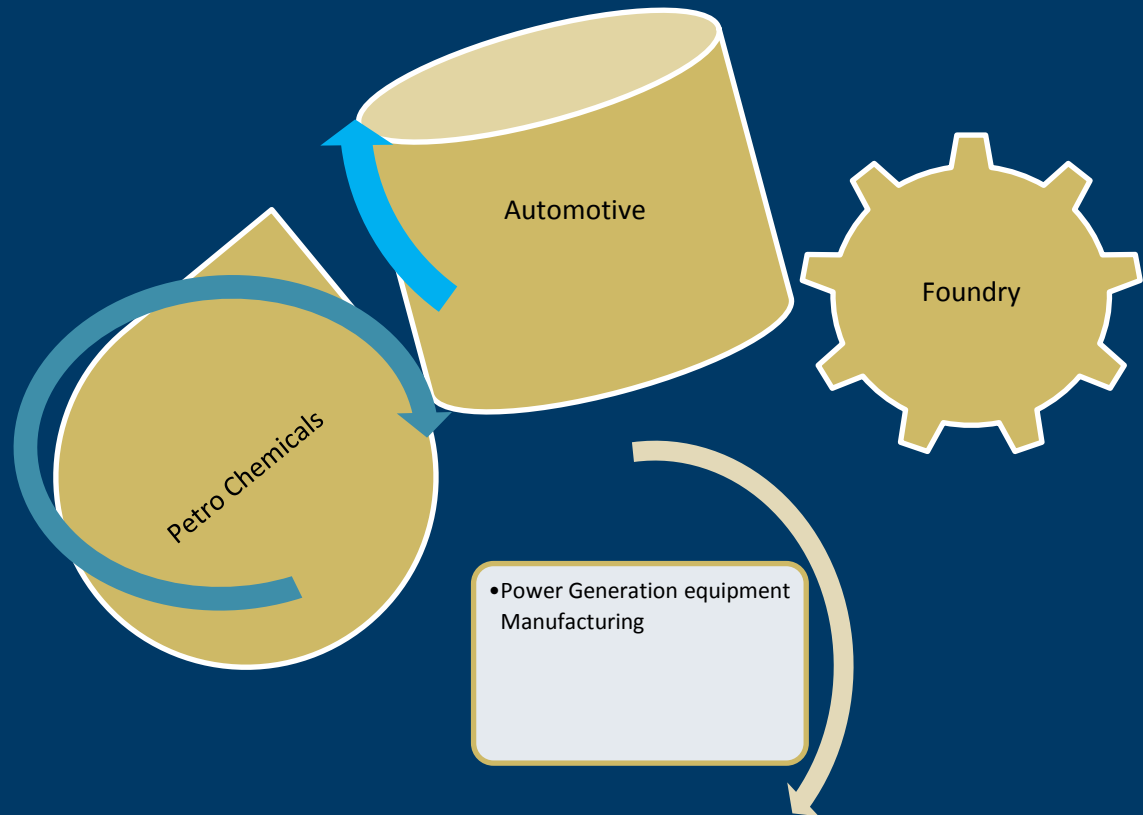 Automotive
Foundry
Petro Chemicals
•Power Generation equipment
Manufacturing